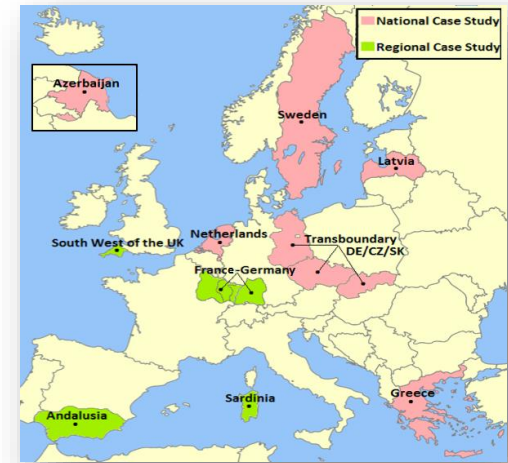 National Case Study
Regional Case Study
Azerbaijan
Sweden
Latvia
Netherlands
South West of the UK
Transboundary
DE/CZ/SK
France-Germany
Sardinia
Greece
Andalusia